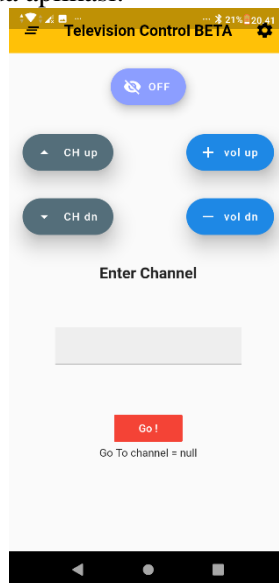 Television Control BETA
21% 20.41
OFF
CH up
vol up
CH dn
vol dn
Enter Channel
Go !
Go To channel = null